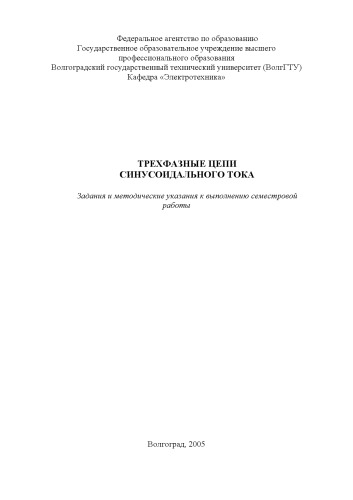 Федеральное агентство по образованию
Государственное образовательное учреждение высшего
профессионального образования
Волгоградский государственный технический университет (ВолгГТУ)
Кафедра «Электротехника»
ТРЕХФАЗНЫЕ ЦЕПИ
СИНУСОИДАЛЬНОГО ТОКА
Задания и методические указания к выполнению семестровой
работы
Волгоград, 2005